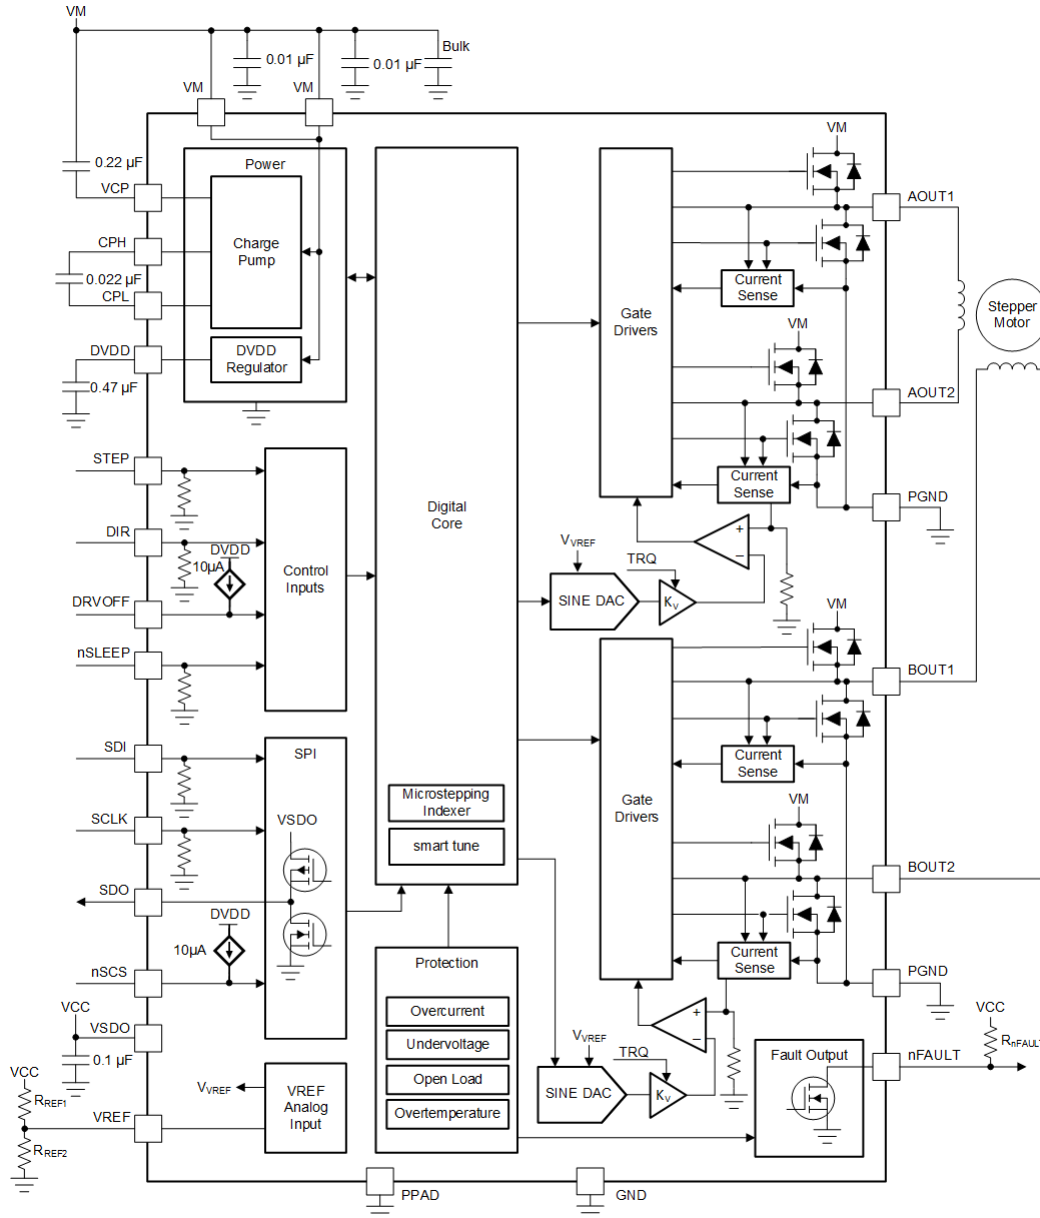 VM
Bulk
0.01 µF
0.01 µF
VM
VM
VM
0.22 µF
Power
VCP
AOUT1
CPH
Charge
Pump
0.022 µF
CPL
Current
Sense
Gate
Drivers
Stepper
Motor
VM
DVDD
DVDD
Regulator
0.47 µF
AOUT2
STEP
Current
Sense
Digital
Core
PGND
DIR
DVDD
10µA
Control
Inputs
VVREF
TRQ
+
−
DRVOFF
SINE DAC
KV
VM
nSLEEP
BOUT1
SDI
SPI
Current
Sense
Microstepping
Indexer
SCLK
VSDO
Gate
Drivers
VM
smart tune
BOUT2
SDO
DVDD
10µA
Protection
Current
Sense
nSCS
PGND
VCC
VSDO
Overcurrent
+
−
VCC
RnFAULT
0.1 µF
Undervoltage
VVREF
TRQ
Fault Output
nFAULT
VCC
RREF1
VVREF
VREF
Analog
Input
Open Load
SINE DAC
KV
VREF
Overtemperature
RREF2
PPAD
GND